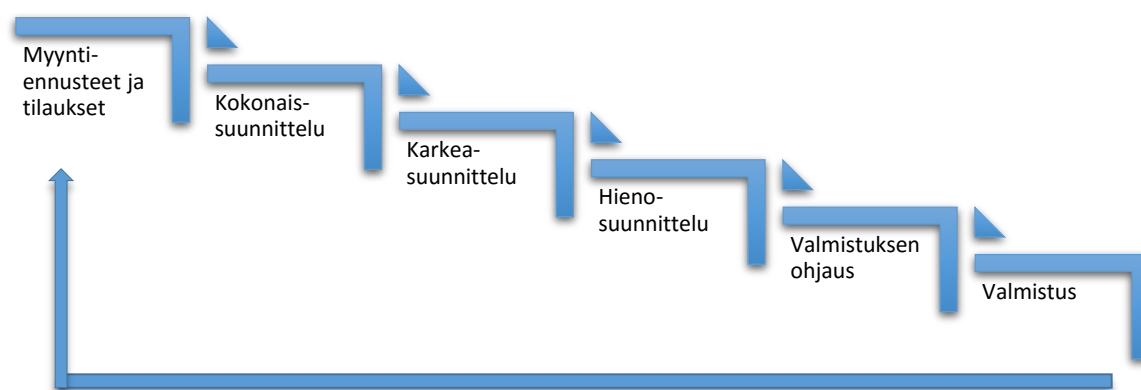 Myynti-
ennusteet ja
tilaukset
Kokonais-
suunnittelu
Karkea-
suunnittelu
Hieno-
suunnittelu
Valmistuksen
ohjaus
Valmistus